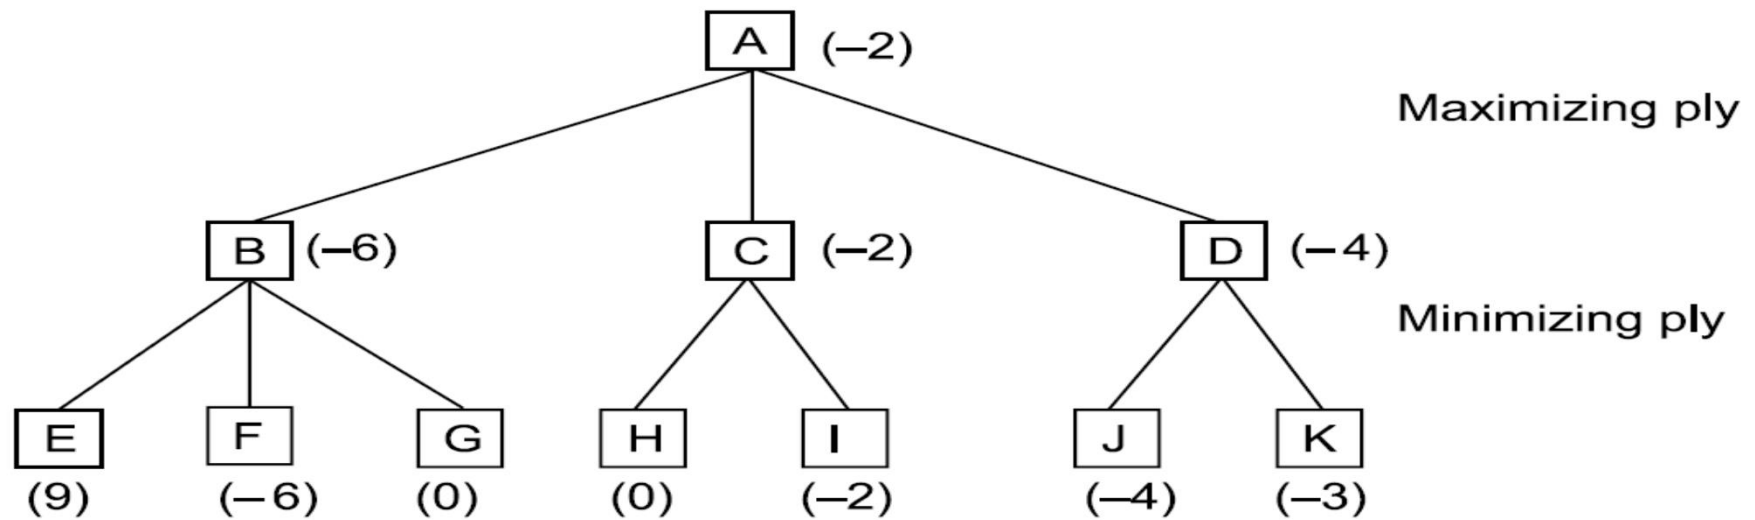 A (–2)
Maximizing ply
B (–6) C (–2) D (–4)
Minimizing ply
E F G H I J K
(9) (–6) (0) (0) (–2) (–4) (–3)